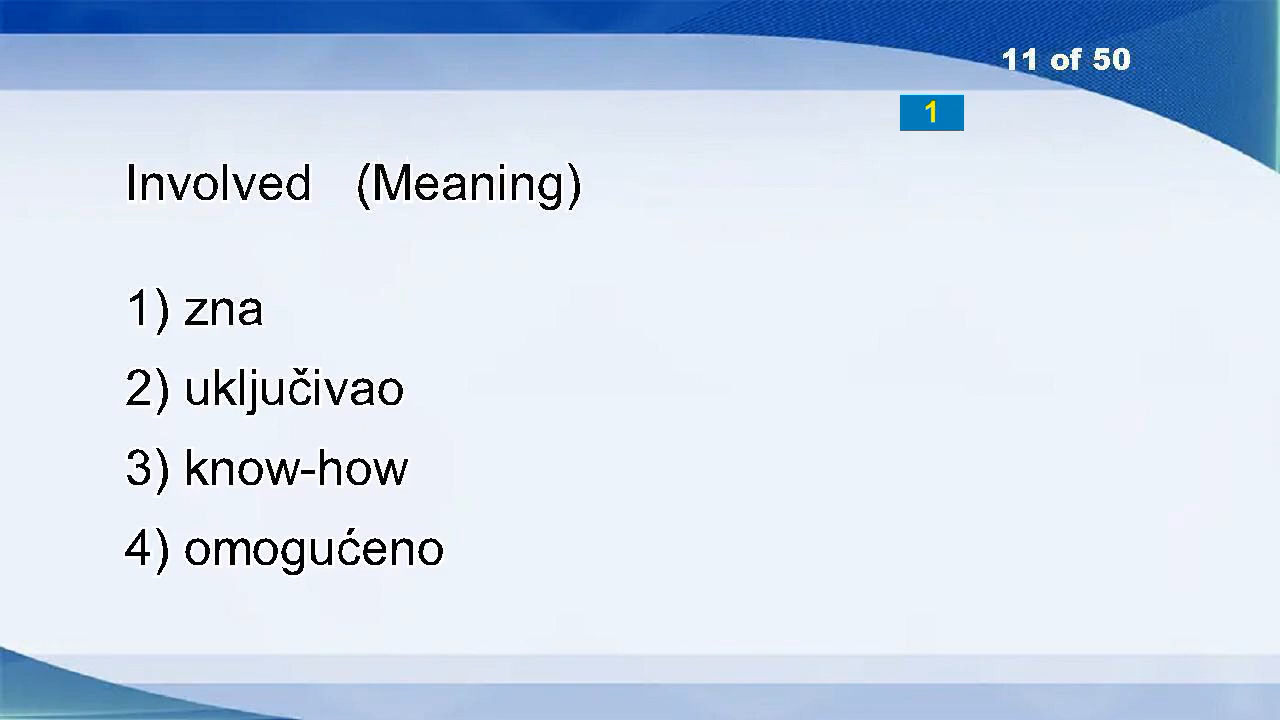 11 of 50
1
Involved (Meaning)
1) zna
2) uključivao
3) know-how
4) omogućeno